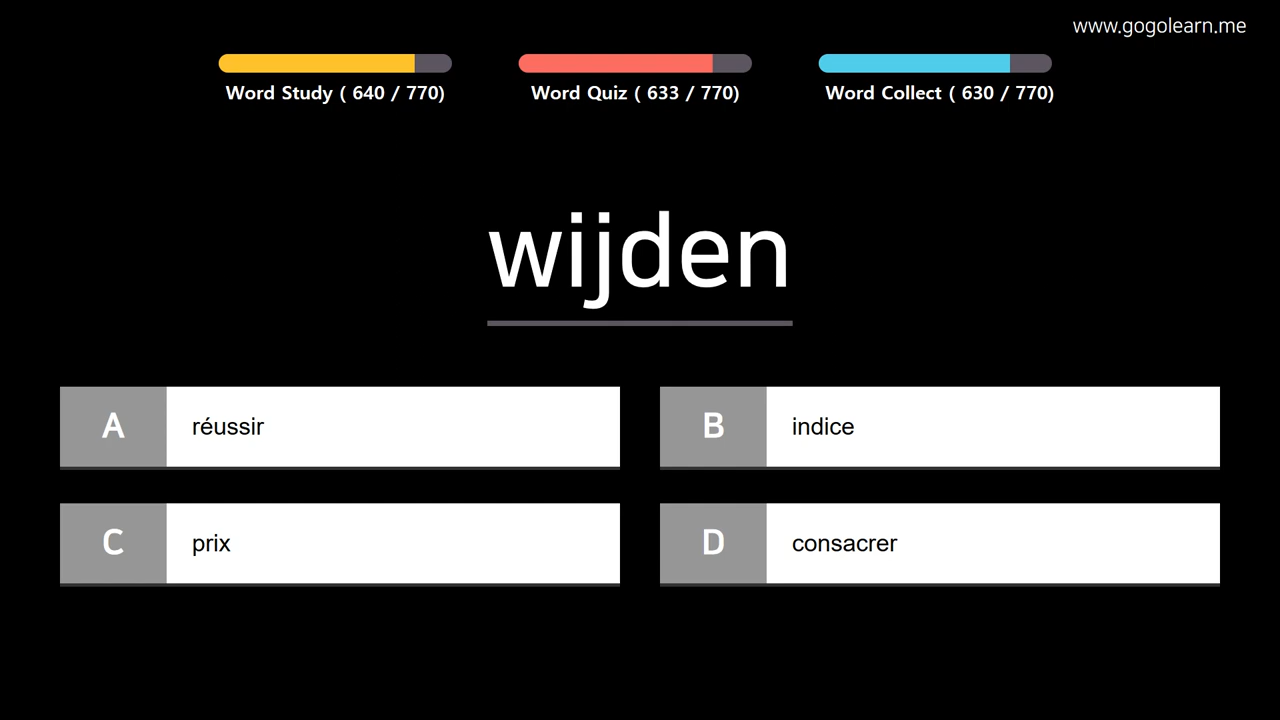 www.gogolearn.me
Word Study ( 640 / 770)
Word Quiz ( 633 / 770)
Word Collect ( 630 / 770)
wijden
A réussir
B indice
C prix
D consacrer